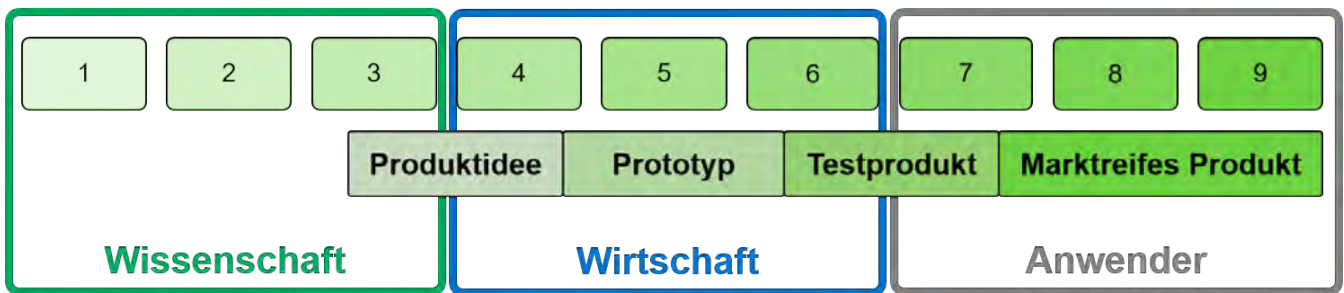 1 2 3 4 5 6 7 8 9
Produktidee Prototyp Testprodukt Marktreifes Produkt
Wissenschaft Wirtschaft Anwender